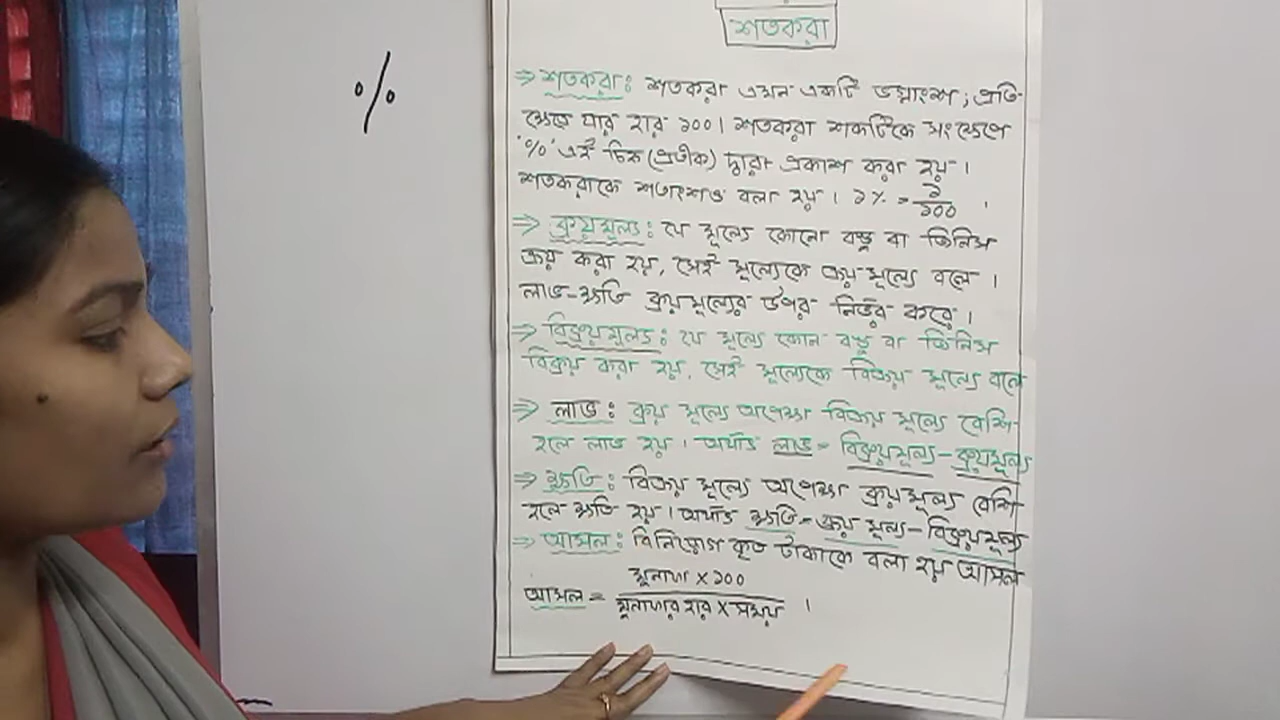 %
শতকরা
⇒ শতকরা : শতকরা এমন একটি ভগ্নাংশ, প্রতি
ক্ষেত্রে যার হার ১০০। শতকরা শব্দটিকে সংক্ষেপে
'%' এই চিহ্ন (প্রতীক) দ্বারা প্রকাশ করা হয়।
শতকরাকে শতাংশও বলা হয়। ১% = ১/১০০ ।
⇒ ক্রয়মূল্য : যে মূল্যে কোনো বস্তু বা জিনিস
ক্রয় করা হয়, সেই মূল্যেকে ক্রয় মূল্যে বলে।
লাভ-ক্ষতি ক্রয়মূল্যের উপর নির্ভর করে।
⇒ বিক্রয়মূল্য : যে মূল্যে কোন বস্তু বা জিনিস
বিক্রয় করা হয়, সেই মূল্যেকে বিক্রয় মূল্যে বলে
⇒ লাভ : ক্রয় মূল্যে অপেক্ষা বিক্রয় মূল্যে বেশি
হলে লাভ হয়। অর্থাৎ লাভ = বিক্রয়মূল্য - ক্রয়মূল্য
⇒ ক্ষতি : বিক্রয় মূল্যে অপেক্ষা ক্রয়মূল্য বেশি
হলে ক্ষতি হয়। অর্থাৎ ক্ষতি = ক্রয় মূল্য - বিক্রয়মূল্য
⇒ আসল : বিনিয়োগ কৃত টাকাকে বলা হয় আসল
আসল = মুনাফা × ১০০ / মুনাফার হার × সময় ।